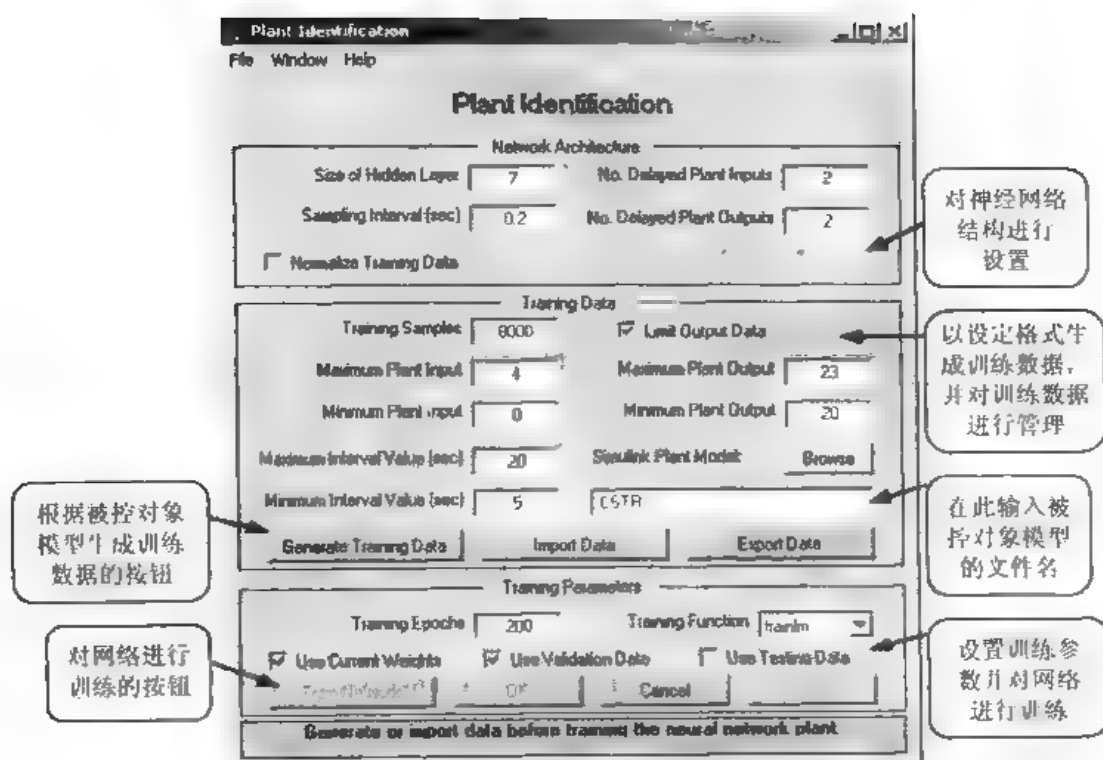 Plant Identification
File Window Help
Plant Identification
Network Architecture
Size of Hidden Layer 7 No. Delayed Plant Inputs 2
Sampling Interval (sec) 0.2 No. Delayed Plant Outputs 2
Normalize Training Data
对神经网络
结构进行
设置
Training Data
Training Samples 8000 Limit Output Data
Maximum Plant Input 4 Maximum Plant Output 23
Minimum Plant Input 0 Minimum Plant Output 20
Maximum Interval Value (sec) 20 Simulink Plant Model: Browse
Minimum Interval Value (sec) 5 CSTR
Generate Training Data Import Data Export Data
以设定格式生
成训练数据,
并对训练数据
进行管理
在此输入被
控对象模型
的文件名
根据被控对象
模型生成训练
数据的按钮
Training Parameters
Training Epochs 200 Training Function trainlm
Use Current Weights Use Validation Data Use Testing Data
Train Network OK Cancel
对网络进行
训练的按钮
设置训练参
数并对网络
进行训练
Generate or import data before training the neural network plant